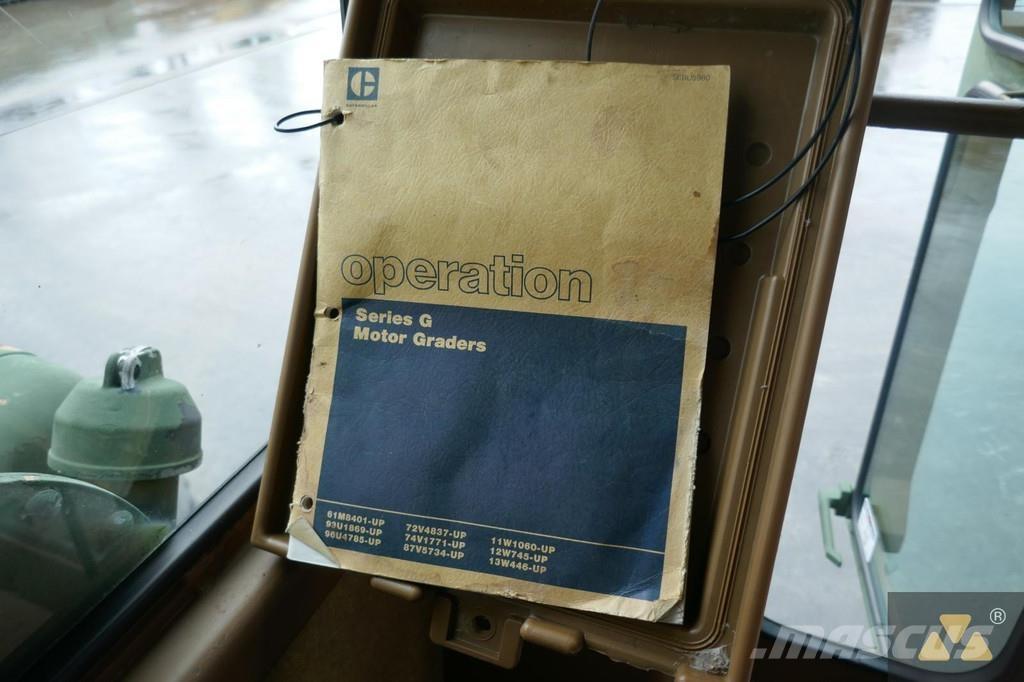 CATERPILLAR
operation
Series G
Motor Graders
61M8401-UP
93U1869-UP
96U4785-UP
72V4837-UP
74V1771-UP
87V5734-UP
11W1060-UP
12W745-UP
13W446-UP
MASCUS ®